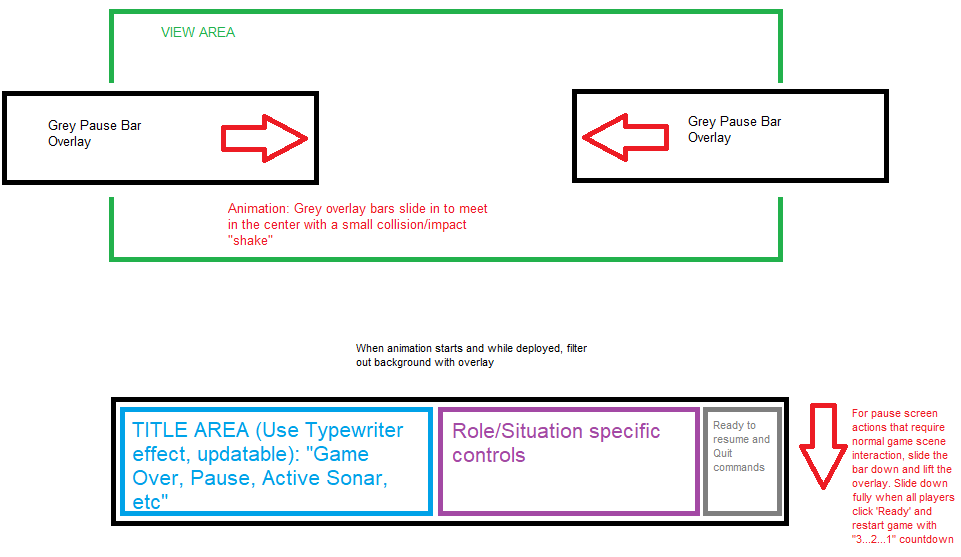 VIEW AREA
Grey Pause Bar
Overlay
Grey Pause Bar
Overlay
Animation: Grey overlay bars slide in to meet
in the center with a small collision/impact
"shake"
When animation starts and while deployed, filter
out background with overlay
TITLE AREA (Use Typewriter
effect, updatable): "Game
Over, Pause, Active Sonar,
etc"
Role/Situation specific
controls
Ready to
resume and
Quit
commands
For pause screen
actions that require
normal game scene
interaction, slide the
bar down and lift the
overlay. Slide down
fully when all players
click 'Ready' and
restart game with
"3...2...1" countdown